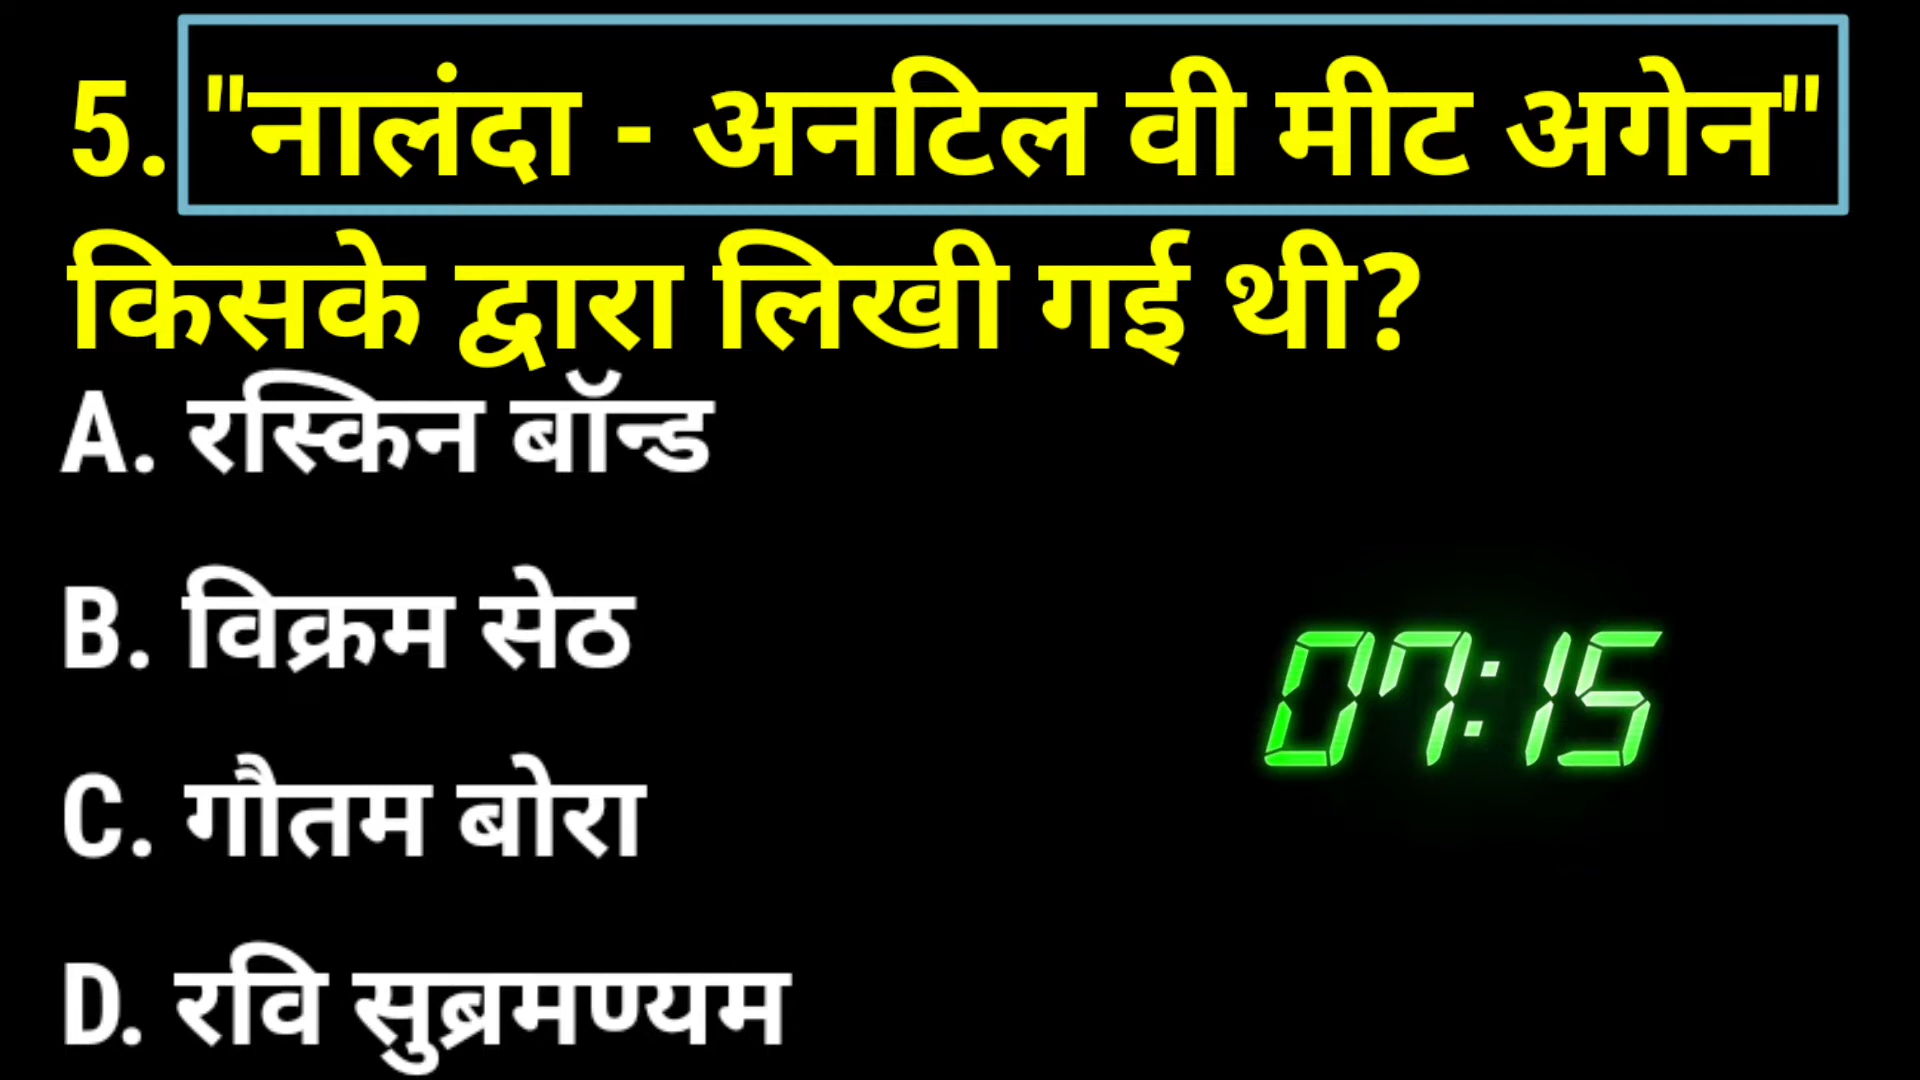 5. "नालंदा - अनटिल वी मीट अगेन"
किसके द्वारा लिखी गई थी?
A. रस्किन बॉन्ड
B. विक्रम सेठ
07:15
C. गौतम बोरा
D. रवि सुब्रमण्यम